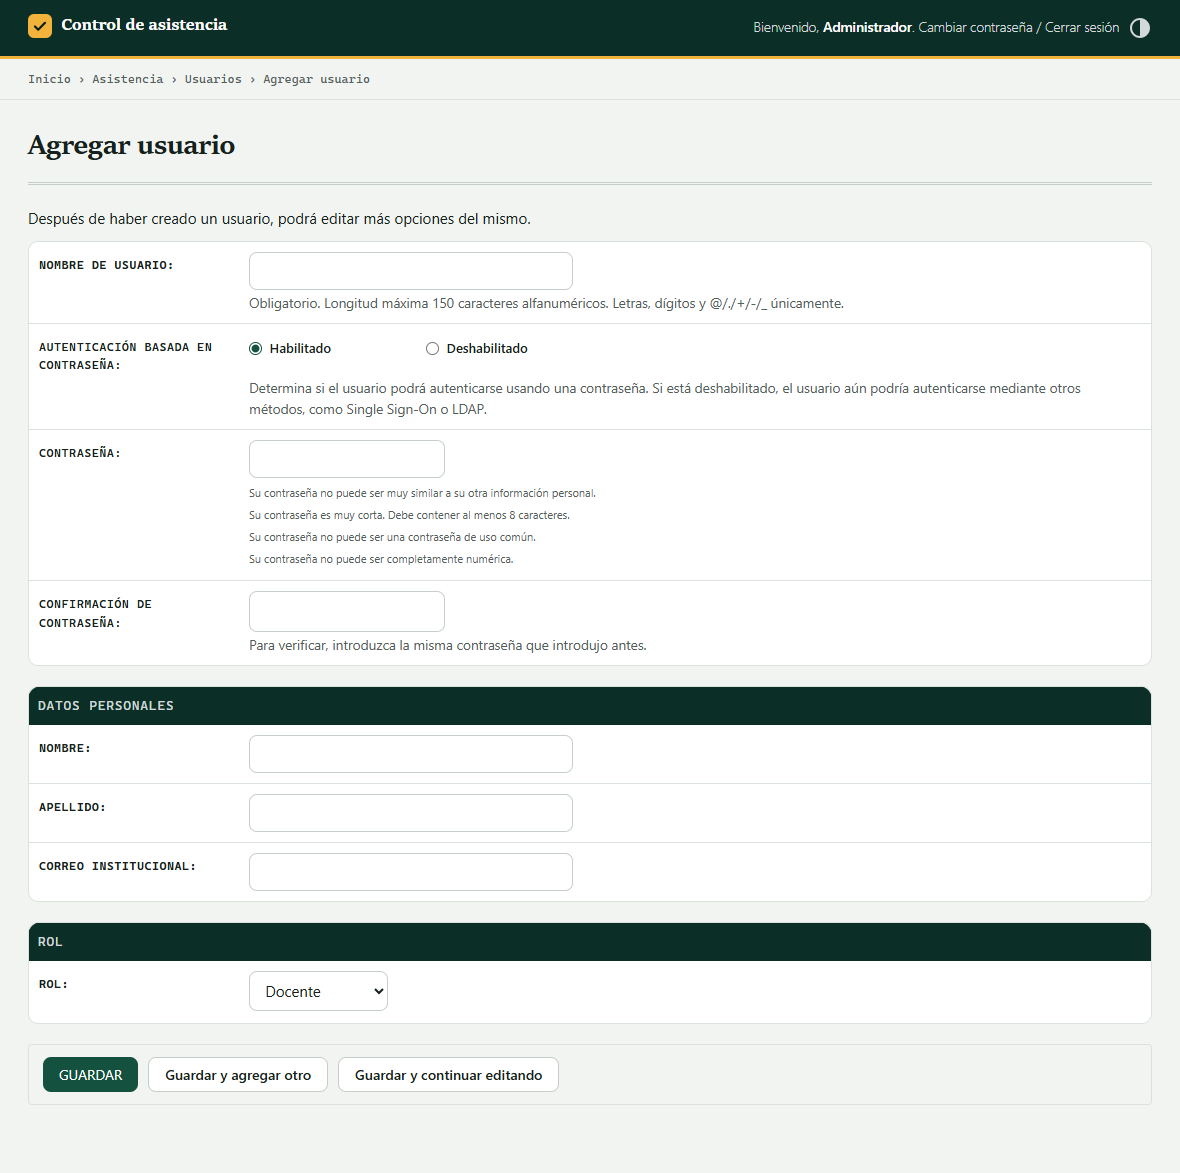 Control de asistencia
Bienvenido, Administrador. Cambiar contraseña / Cerrar sesión
Inicio › Asistencia › Usuarios › Agregar usuario
Agregar usuario
Después de haber creado un usuario, podrá editar más opciones del mismo.
NOMBRE DE USUARIO:
Obligatorio. Longitud máxima 150 caracteres alfanuméricos. Letras, dígitos y @/./+/-/_ únicamente.
AUTENTICACIÓN BASADA EN
CONTRASEÑA:
Habilitado
Deshabilitado
Determina si el usuario podrá autenticarse usando una contraseña. Si está deshabilitado, el usuario aún podría autenticarse mediante otros
métodos, como Single Sign-On o LDAP.
CONTRASEÑA:
Su contraseña no puede ser muy similar a su otra información personal.
Su contraseña es muy corta. Debe contener al menos 8 caracteres.
Su contraseña no puede ser una contraseña de uso común.
Su contraseña no puede ser completamente numérica.
CONFIRMACIÓN DE
CONTRASEÑA:
Para verificar, introduzca la misma contraseña que introdujo antes.
DATOS PERSONALES
NOMBRE:
APELLIDO:
CORREO INSTITUCIONAL:
ROL
ROL:
Docente
GUARDAR
Guardar y agregar otro
Guardar y continuar editando